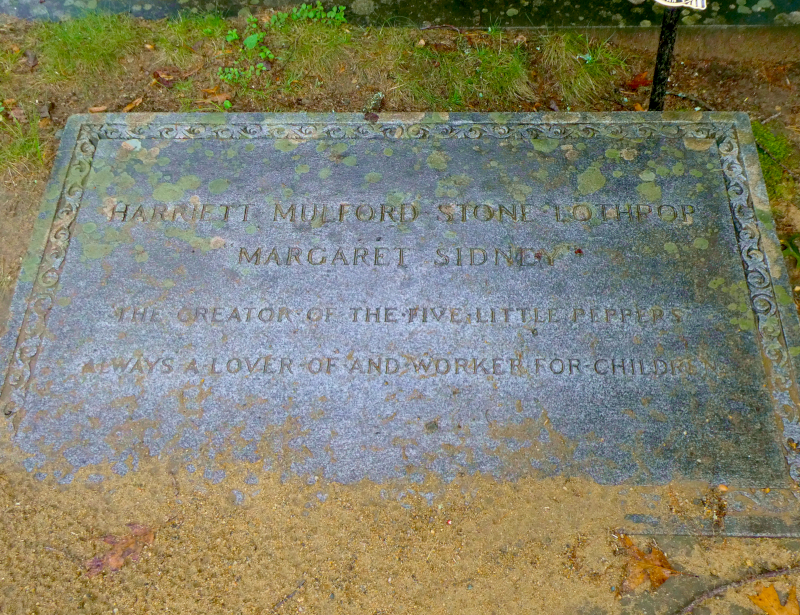 HARRIETT MULFORD STONE LOTHROP
MARGARET SIDNEY
THE·CREATOR·OF·THE·FIVE·LITTLE·PEPPERS
ALWAYS·A·LOVER·OF·AND·WORKER·FOR·CHILDREN